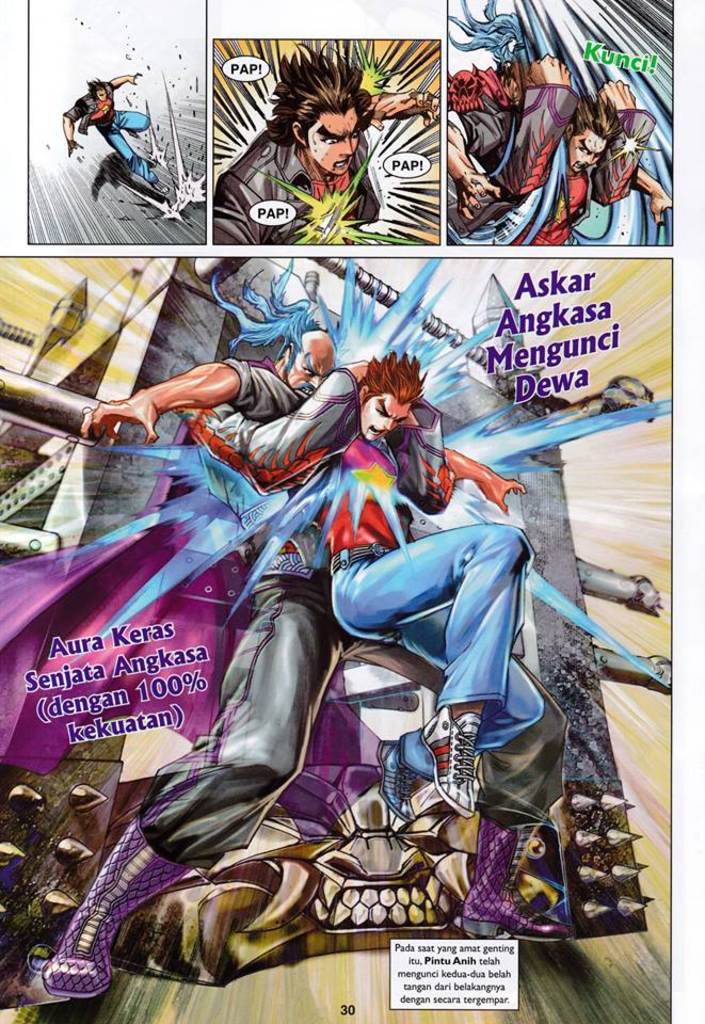 PAP!
PAP!
PAP!
Kunci!
Askar
Angkasa
Mengunci
Dewa
Aura Keras
Senjata Angkasa
(dengan 100%
kekuatan)
Pada saat yang amat genting
itu, Pintu Anih telah
mengunci kedua-dua belah
tangan dari belakangnya
dengan secara tergempar.
30